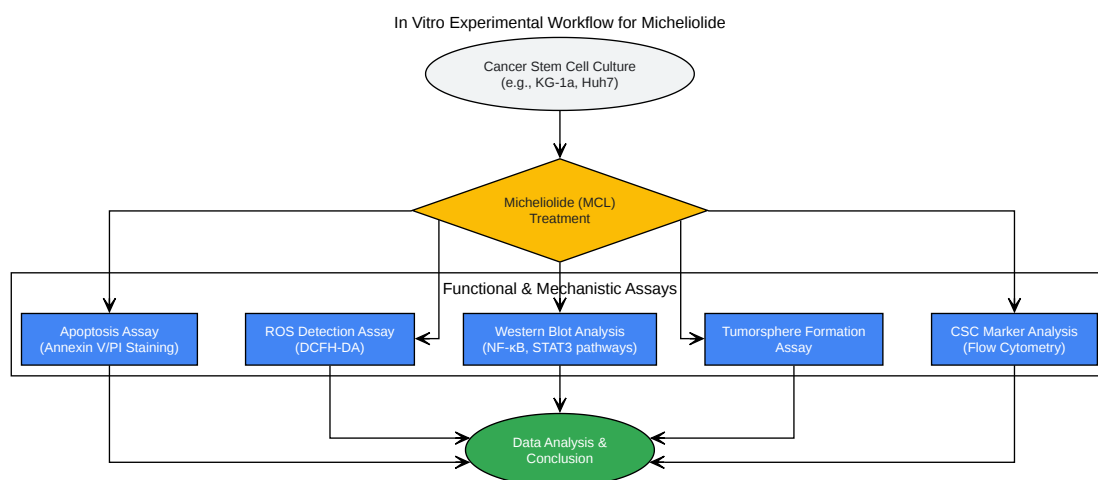 In Vitro Experimental Workflow for Micheliolide
Cancer Stem Cell Culture
(e.g., KG-1a, Huh7)
Micheliolide (MCL)
Treatment
Functional & Mechanistic Assays
Apoptosis Assay
(Annexin V/PI Staining)
ROS Detection Assay
(DCFH-DA)
Western Blot Analysis
(NF-κB, STAT3 pathways)
Tumorsphere Formation
Assay
CSC Marker Analysis
(Flow Cytometry)
Data Analysis &
Conclusion